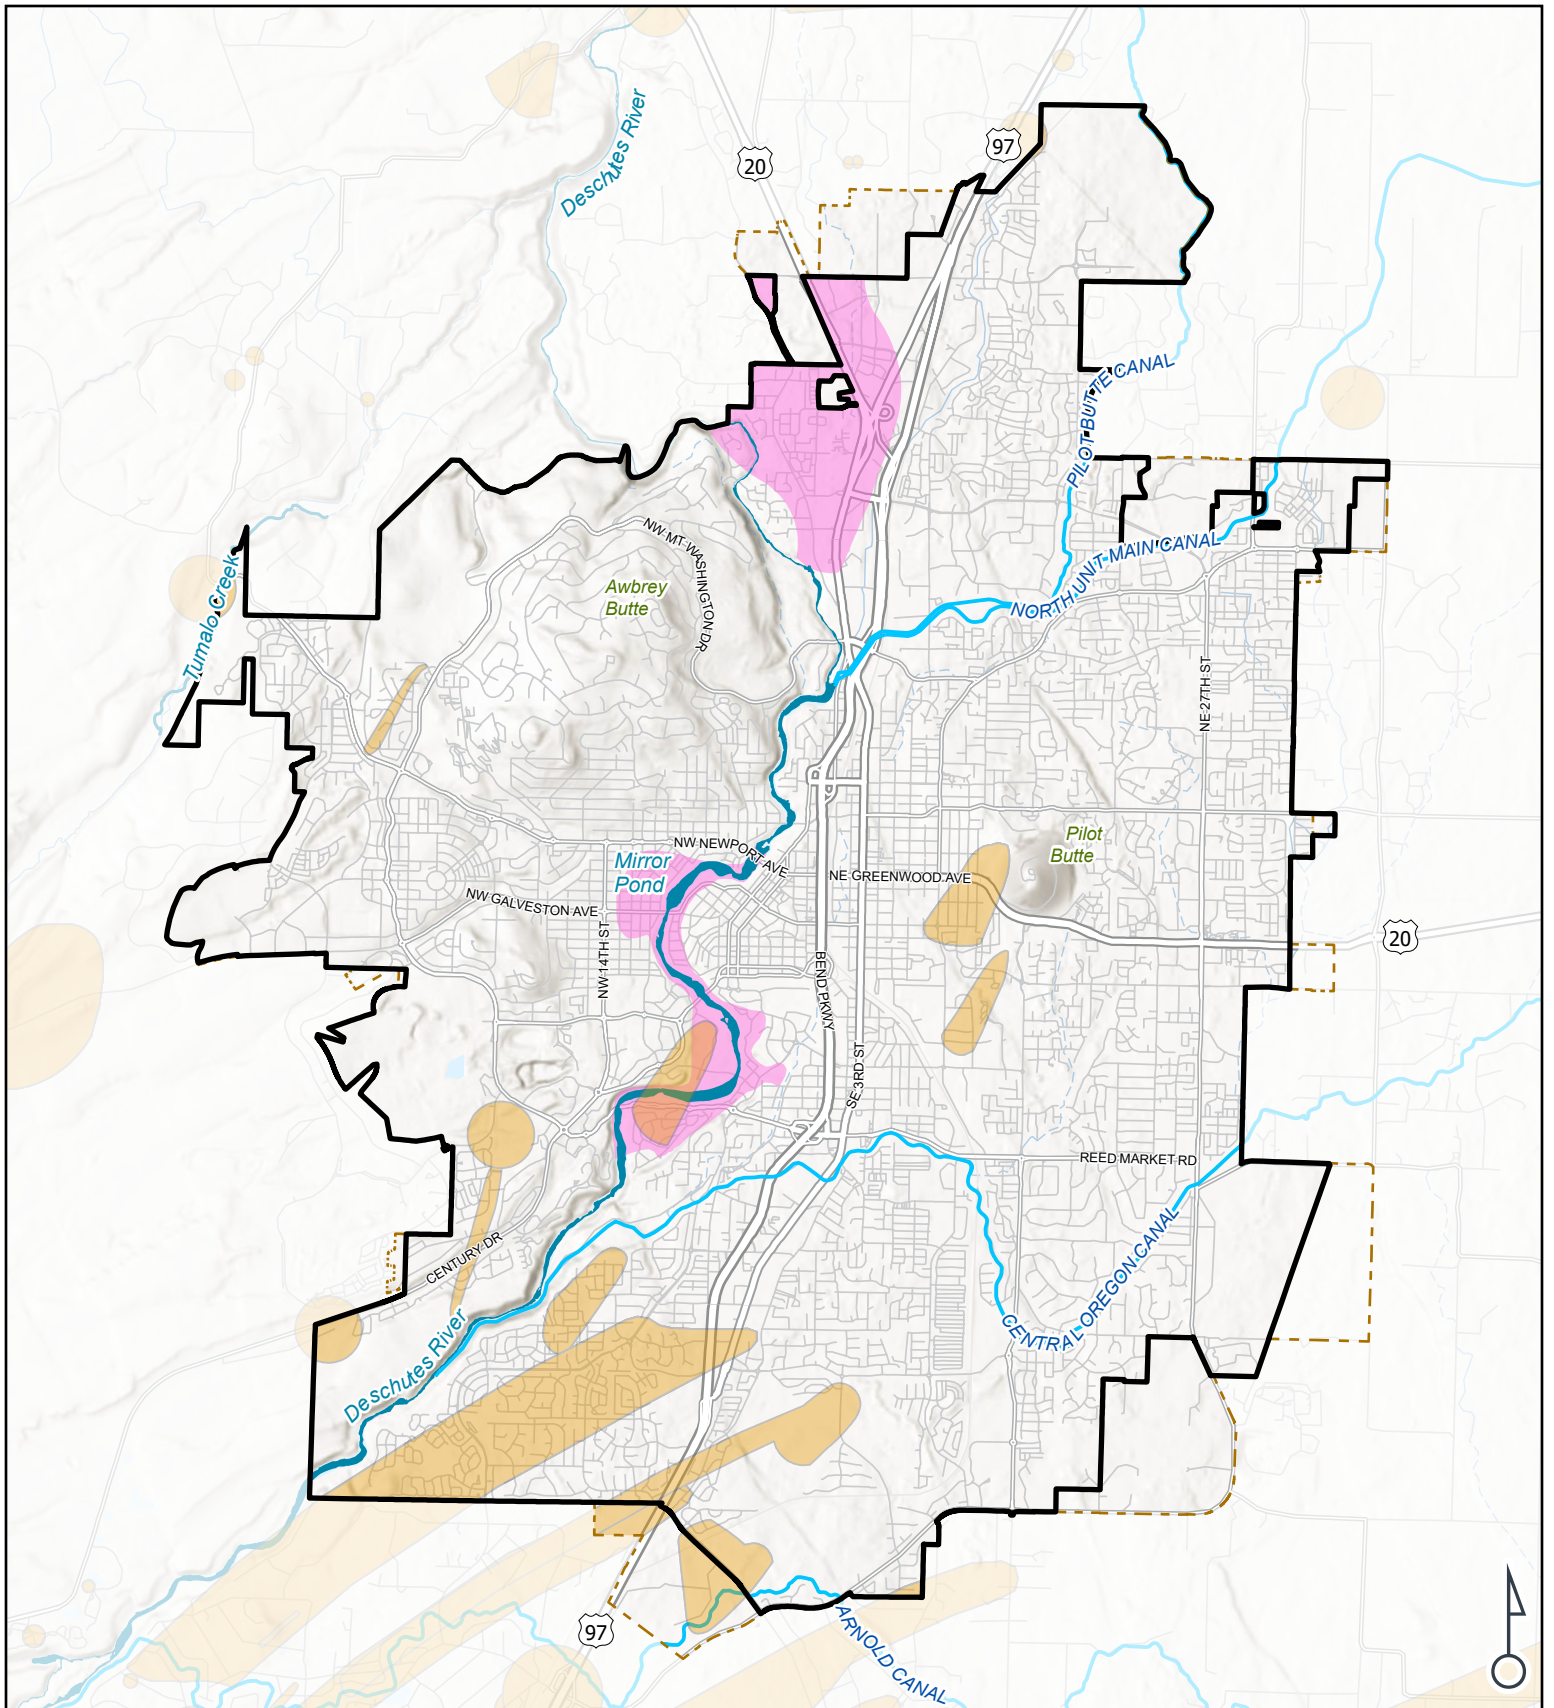 Deschutes River
20
97
PILOT BUTTE CANAL
NW MT WASHINGTON DR
NORTH UNIT MAIN CANAL
Awbrey
Butte
Tumalo Creek
NE 27TH ST
Pilot
Butte
NW NEWPORT AVE
Mirror
Pond
NE GREENWOOD AVE
NW GALVESTON AVE
20
NW 14TH ST
BEND PKWY
SE 3RD ST
REED MARKET RD
CENTURY DR
CENTRAL OREGON CANAL
Deschutes River
97
ARNOLD CANAL